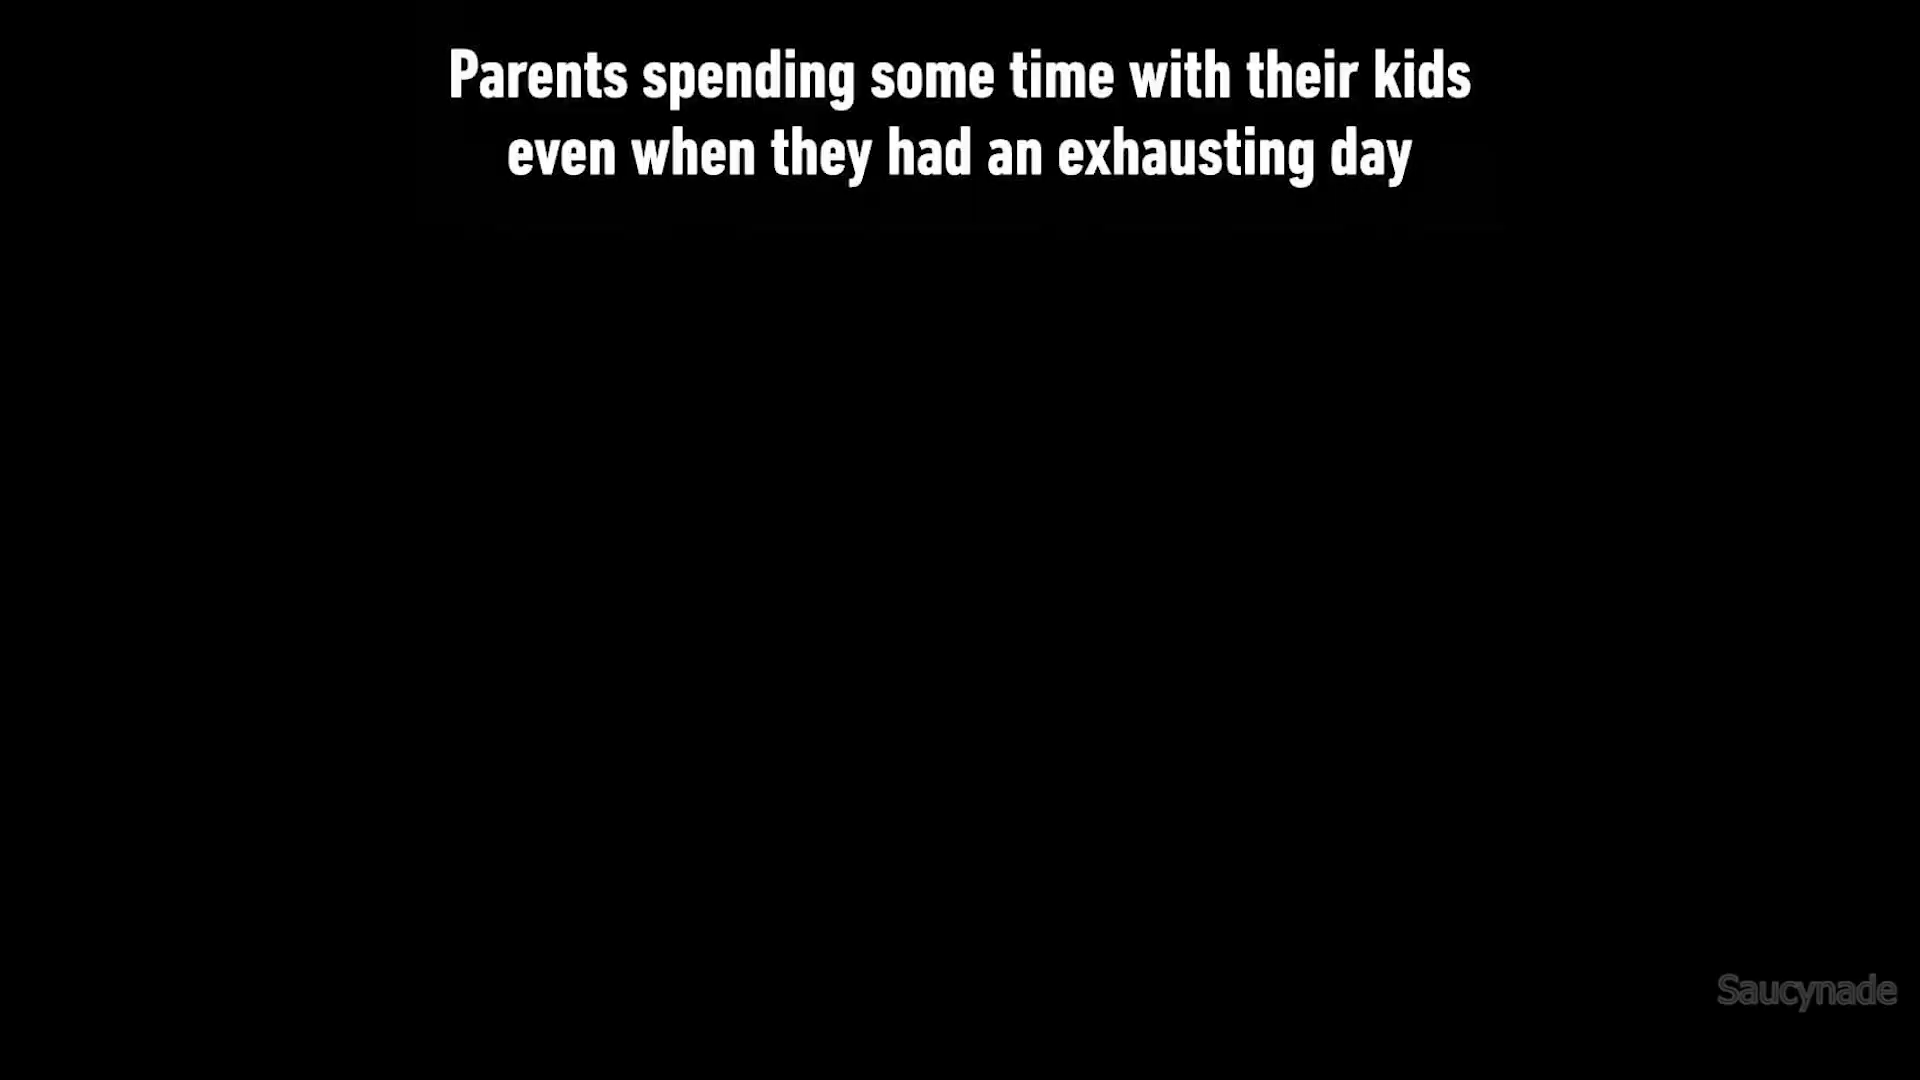 Parents spending some time with their kids
even when they had an exhausting day
Saucynade